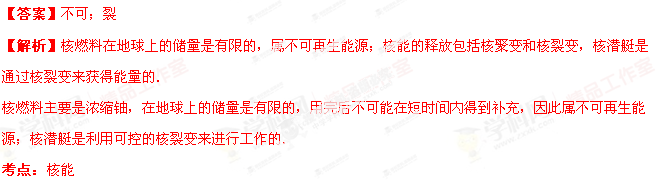 【答案】不可；裂
【解析】核燃料在地球上的储量是有限的，属不可再生能源；核能的释放包括核聚变和核裂变，核潜艇是
通过核裂变来获得能量的.
核燃料主要是浓缩铀，在地球上的储量是有限的，用完后不可能在短时间内得到补充，因此属不可再生能
源；核潜艇是利用可控的核裂变来进行工作的.
考点：核能